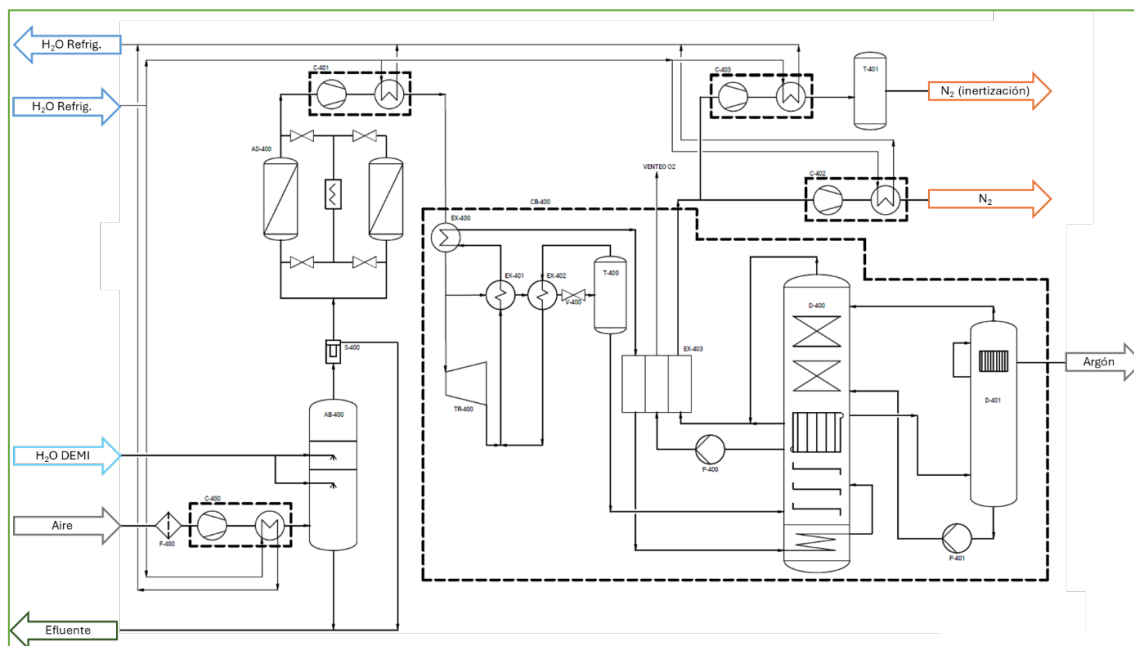 H₂O Refrig.
C-401
C-403
T-401
N₂ (inertización)
H₂O Refrig.
AD-400
VENTEO O2
C-402
CB-400
N₂
EX-400
EX-401
EX-402
T-400
V-400
D-400
S-400
EX-403
Argón
TR-400
D-401
AB-400
P-400
H₂O DEMI
C-400
Aire
F-400
P-401
Efluente